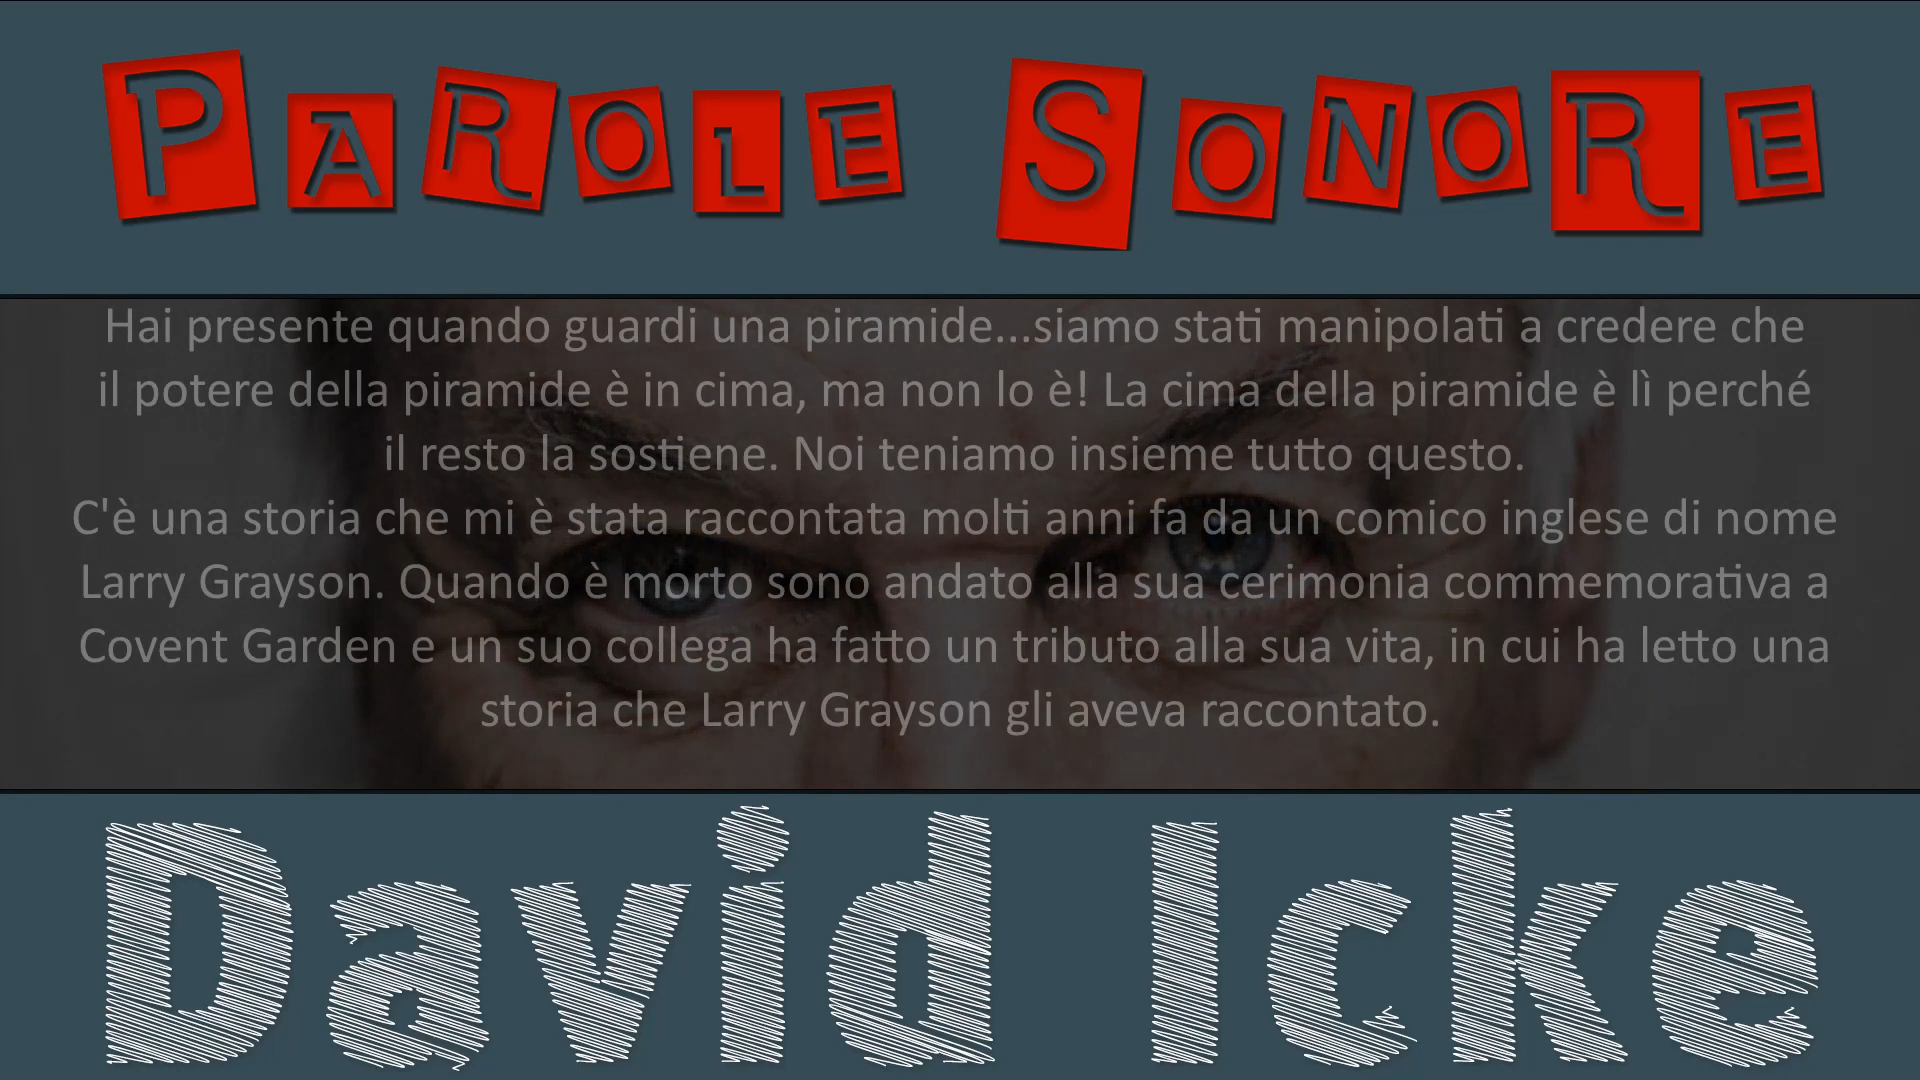 PAROLE SONORE
Hai presente quando guardi una piramide...siamo stati manipolati a credere che
il potere della piramide è in cima, ma non lo è! La cima della piramide è lì perché
il resto la sostiene. Noi teniamo insieme tutto questo.
C'è una storia che mi è stata raccontata molti anni fa da un comico inglese di nome
Larry Grayson. Quando è morto sono andato alla sua cerimonia commemorativa a
Covent Garden e un suo collega ha fatto un tributo alla sua vita, in cui ha letto una
storia che Larry Grayson gli aveva raccontato.
David Icke